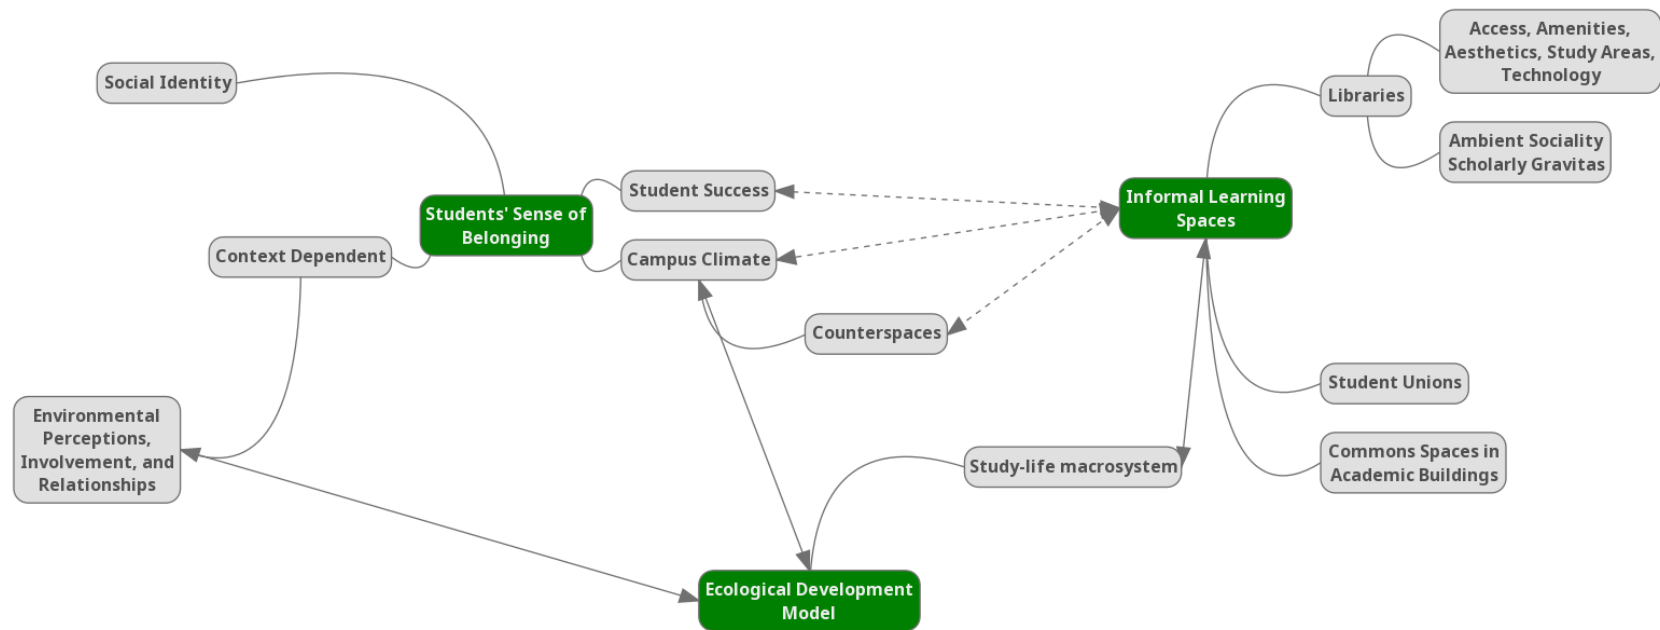 Access, Amenities,
Aesthetics, Study Areas,
Technology
Social Identity
Libraries
Ambient Sociality
Scholarly Gravitas
Student Success
Informal Learning
Spaces
Students' Sense of
Belonging
Context Dependent
Campus Climate
Counterspaces
Student Unions
Environmental
Perceptions,
Involvement, and
Relationships
Study-life macrosystem
Commons Spaces in
Academic Buildings
Ecological Development
Model